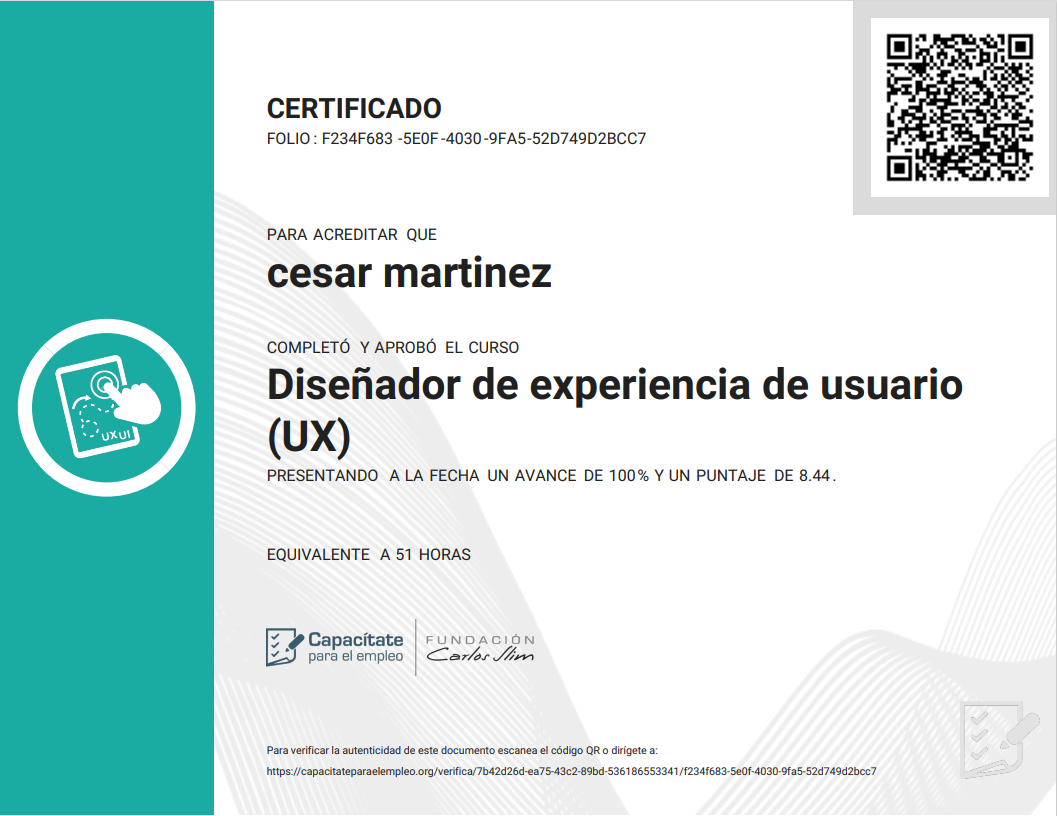 CERTIFICADO
FOLIO : F234F683 -5E0F-4030-9FA5-52D749D2BCC7
PARA ACREDITAR QUE
cesar martinez
COMPLETÓ Y APROBÓ EL CURSO
Diseñador de experiencia de usuario
(UX)
PRESENTANDO A LA FECHA UN AVANCE DE 100% Y UN PUNTAJE DE 8.44.
UX UI
EQUIVALENTE A 51 HORAS
Capacítate
para el empleo
FUNDACIÓN
Carlos Slim
Para verificar la autenticidad de este documento escanea el código QR o dirígete a:
https://capacitateparaelempleo.org/verifica/7b42d26d-ea75-43c2-89bd-536186553341/f234f683-5e0f-4030-9fa5-52d749d2bcc7